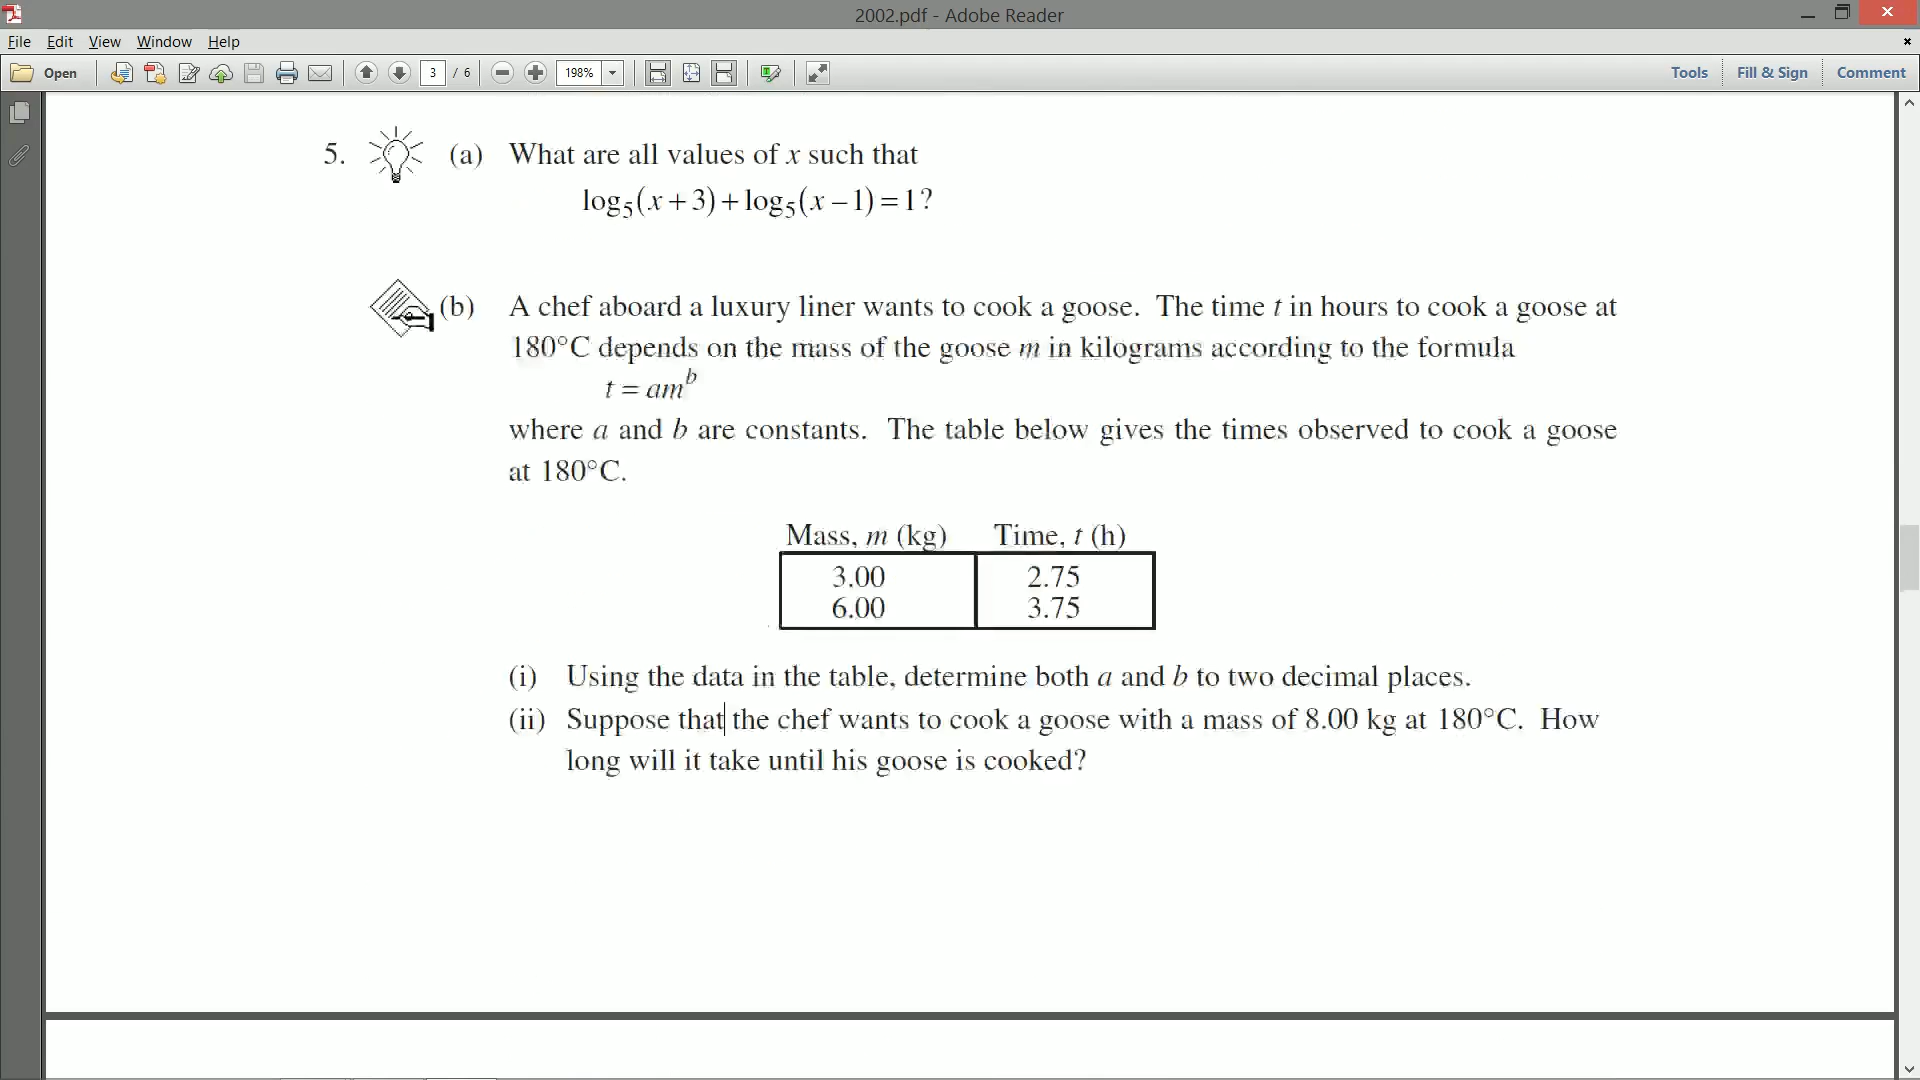 2002.pdf - Adobe Reader
File Edit View Window Help
Open 3 / 6 198% Tools Fill & Sign Comment
5. (a) What are all values of x such that
log₅(x+3)+log₅(x−1)=1?
(b) A chef aboard a luxury liner wants to cook a goose. The time t in hours to cook a goose at
180°C depends on the mass of the goose m in kilograms according to the formula
t = amᵇ
where a and b are constants. The table below gives the times observed to cook a goose
at 180°C.
Mass, m (kg) Time, t (h)
3.00 2.75
6.00 3.75
(i) Using the data in the table, determine both a and b to two decimal places.
(ii) Suppose that the chef wants to cook a goose with a mass of 8.00 kg at 180°C. How
long will it take until his goose is cooked?